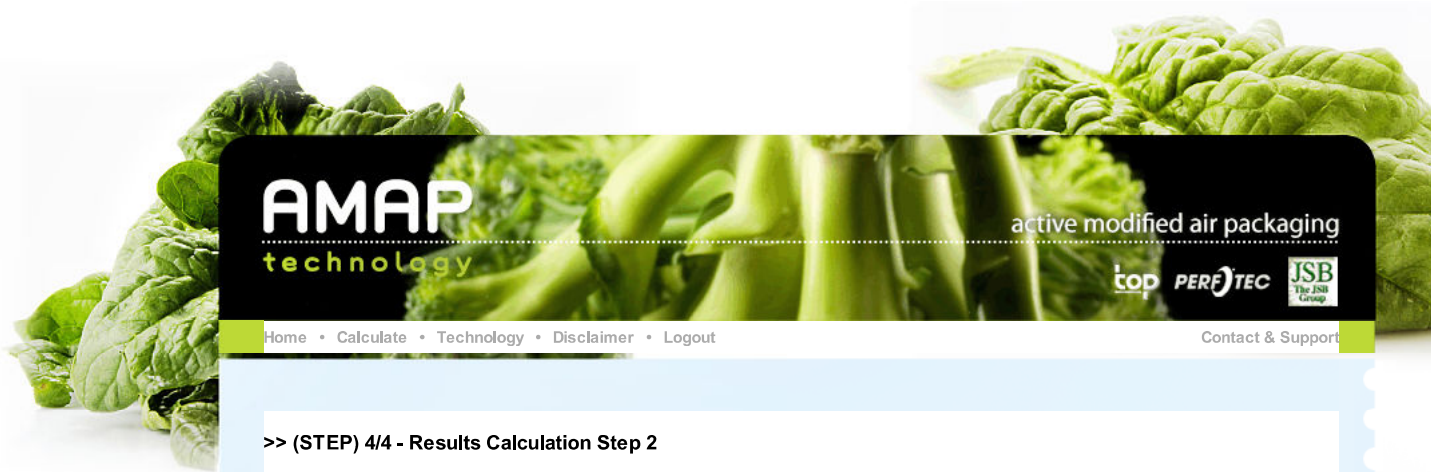 AMAP
technology
active modified air packaging
top PERFOTEC JSB
The JSB
Group
Home • Calculate • Technology • Disclaimer • Logout
Contact & Support
>> (STEP) 4/4 - Results Calculation Step 2